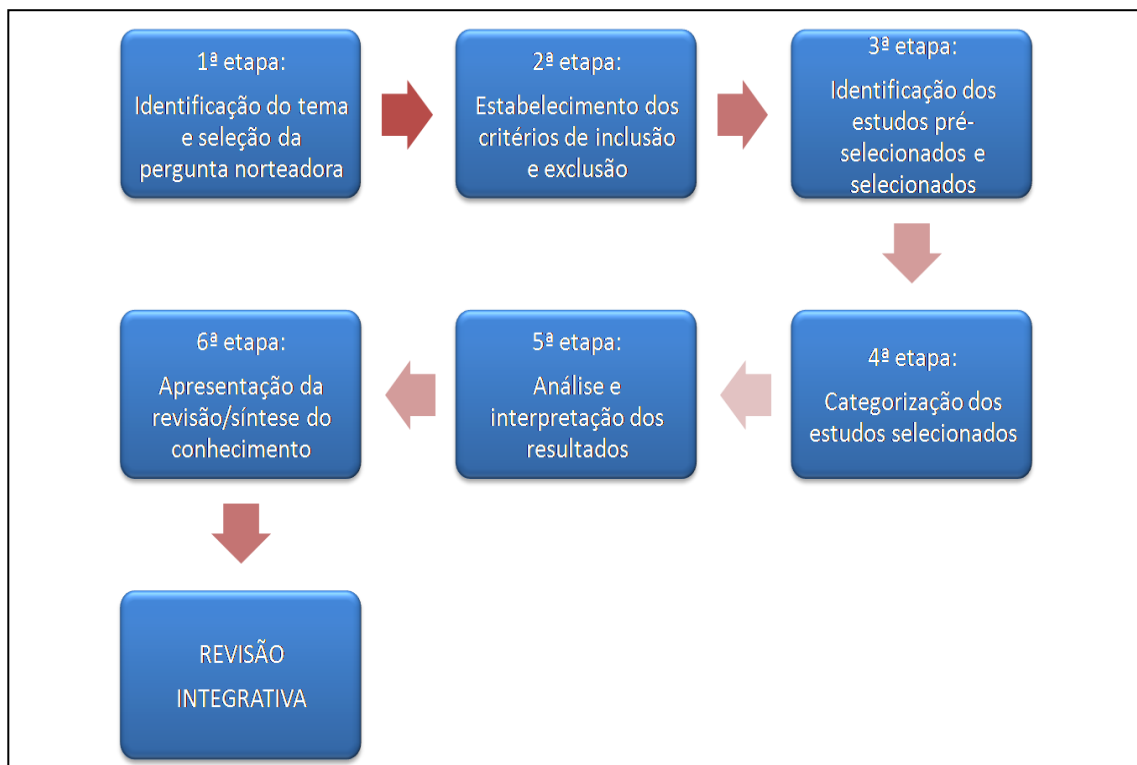 1ª etapa:
Identificação do tema
e seleção da
pergunta norteadora
2ª etapa:
Estabelecimento dos
critérios de inclusão
e exclusão
3ª etapa:
Identificação dos
estudos pré-
selecionados e
selecionados
4ª etapa:
Categorização dos
estudos selecionados
5ª etapa:
Análise e
interpretação dos
resultados
6ª etapa:
Apresentação da
revisão/síntese do
conhecimento
REVISÃO
INTEGRATIVA